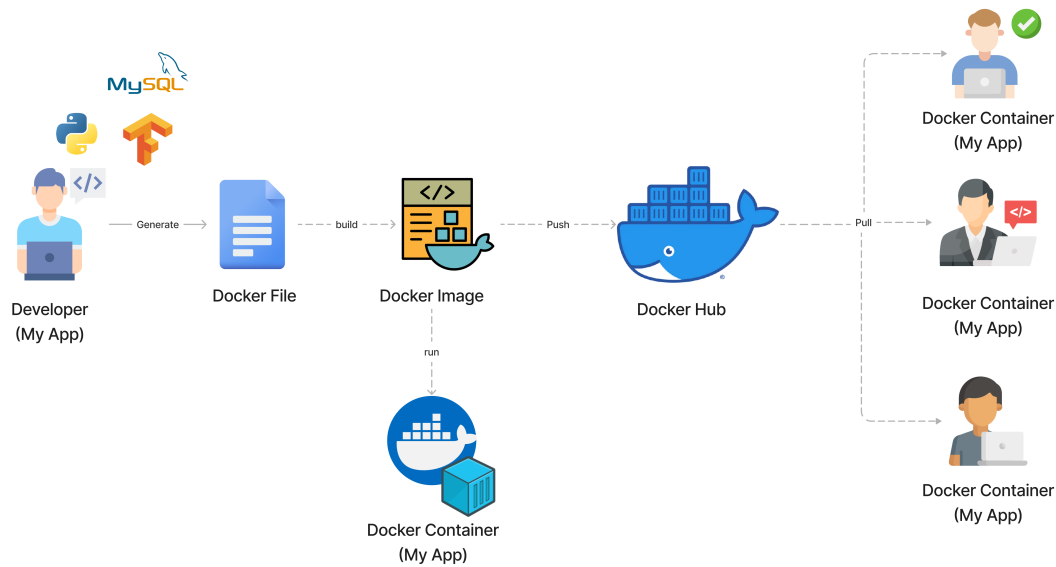 MySQL
</>
Generate
build
Push
Pull
Developer
(My App)
Docker File
</>
Docker Image
Docker Hub
run
Docker Container
(My App)
Docker Container
(My App)
</>
Docker Container
(My App)
Docker Container
(My App)